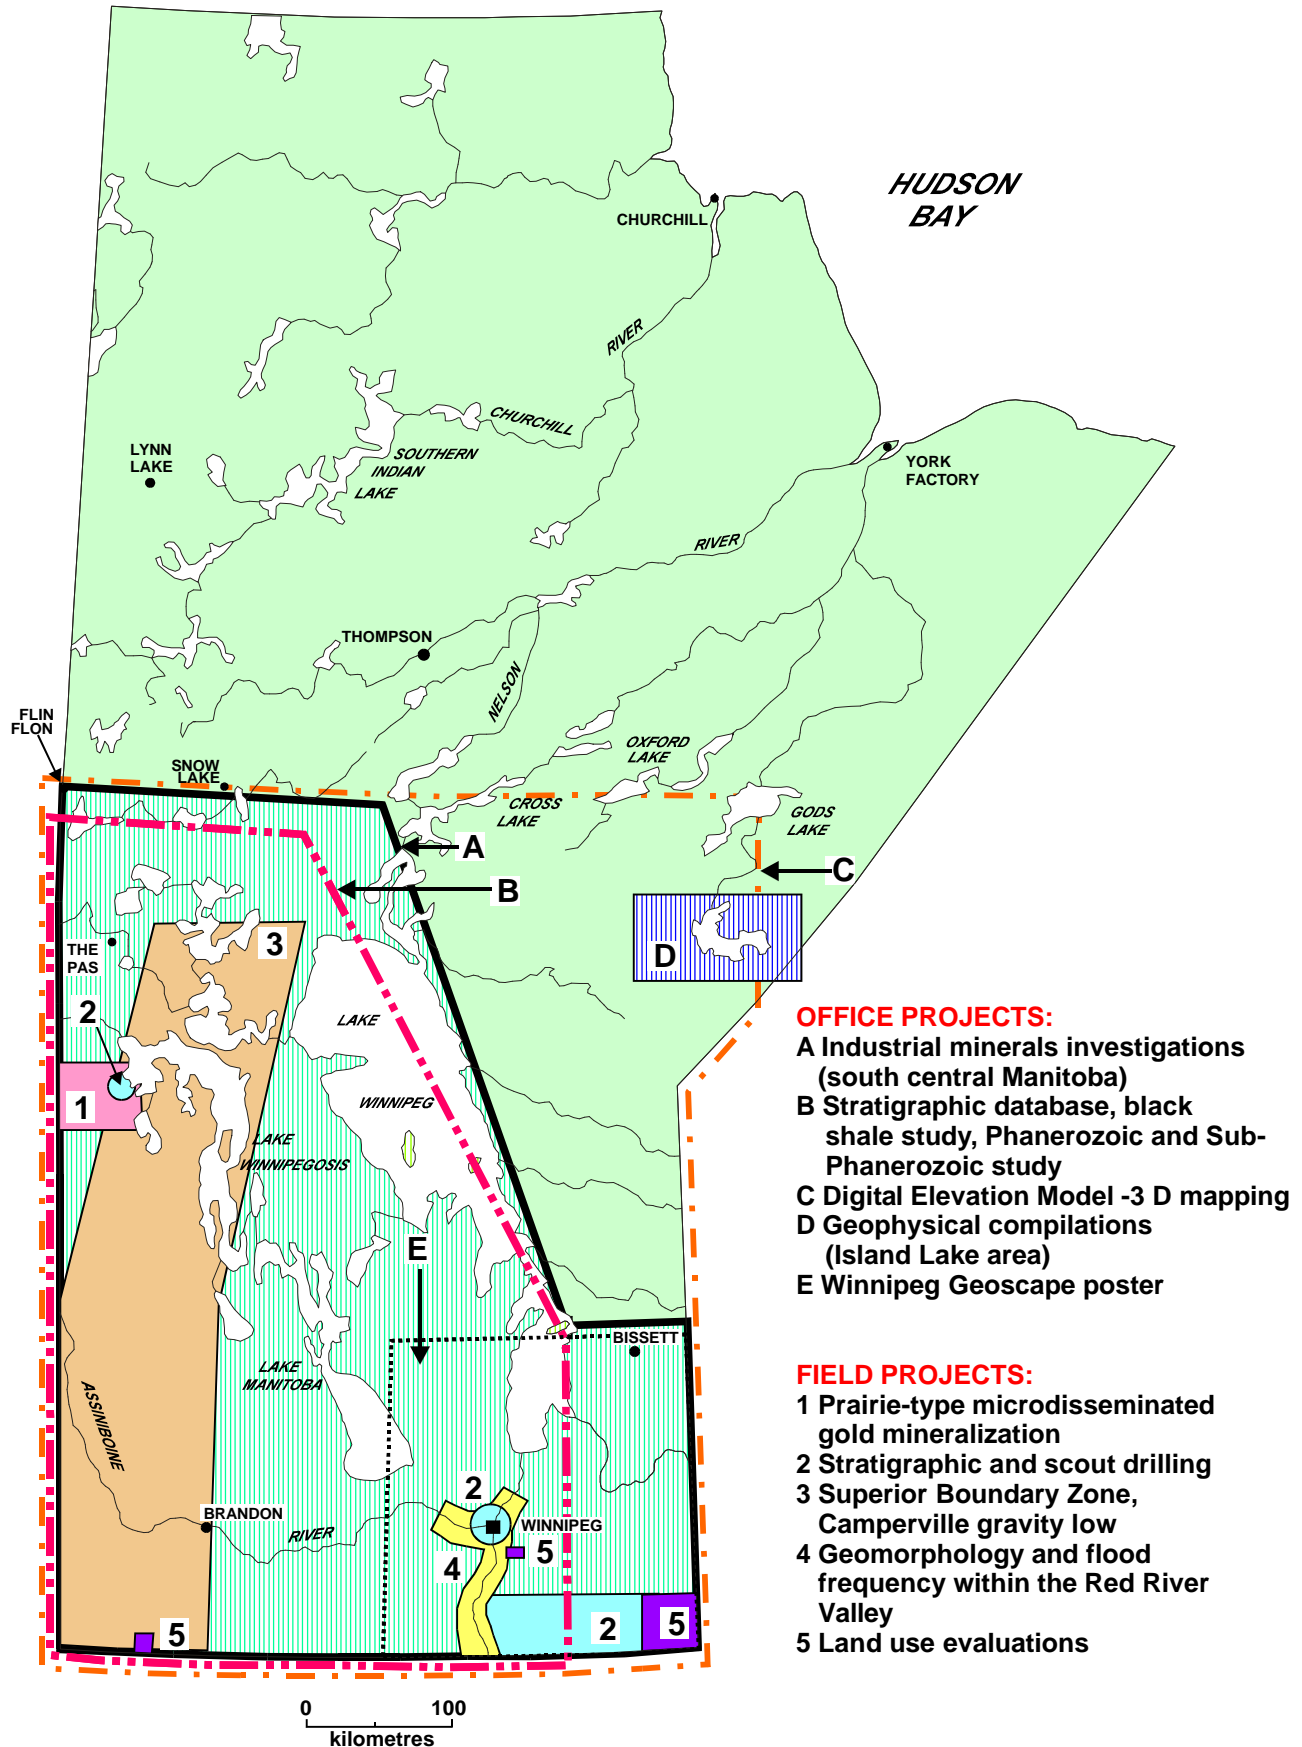 HUDSON
BAY
CHURCHILL
RIVER
CHURCHILL
LYNN
LAKE
SOUTHERN
INDIAN
LAKE
YORK
FACTORY
RIVER
THOMPSON
NELSON
FLIN
FLON
SNOW
LAKE
OXFORD
LAKE
CROSS
LAKE
GODS
LAKE
A
B
C
D
3
THE
PAS
2
LAKE
WINNIPEG
1
LAKE
WINNIPEGOSIS
E
BISSETT
LAKE
MANITOBA
ASSINIBOINE
BRANDON
RIVER
2
WINNIPEG
4
5
5
2
5
OFFICE PROJECTS:
A Industrial minerals investigations
(south central Manitoba)
B Stratigraphic database, black
shale study, Phanerozoic and Sub-
Phanerozoic study
C Digital Elevation Model -3 D mapping
D Geophysical compilations
(Island Lake area)
E Winnipeg Geoscape poster
FIELD PROJECTS:
1 Prairie-type microdisseminated
gold mineralization
2 Stratigraphic and scout drilling
3 Superior Boundary Zone,
Camperville gravity low
4 Geomorphology and flood
frequency within the Red River
Valley
5 Land use evaluations
0 100
kilometres